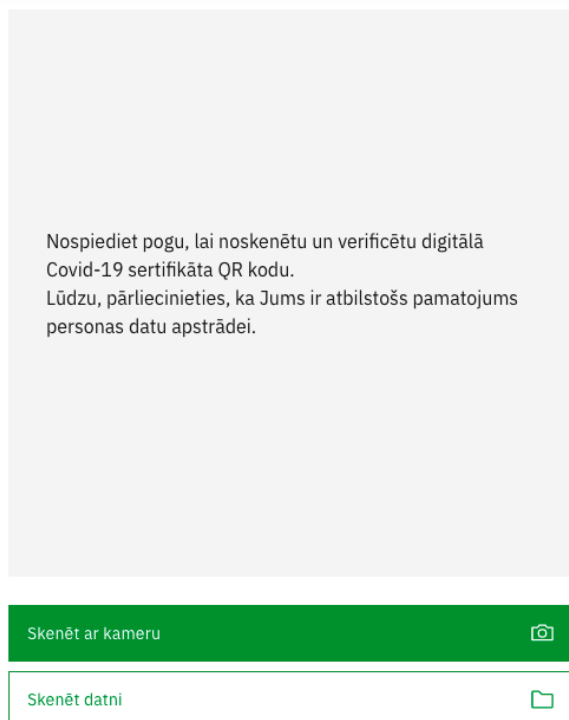 Nospiediet pogu, lai noskenētu un verificētu digitālā
Covid-19 sertifikāta QR kodu.
Lūdzu, pārliecinieties, ka Jums ir atbilstošs pamatojums
personas datu apstrādei.
Skenēt ar kameru
Skenēt datni